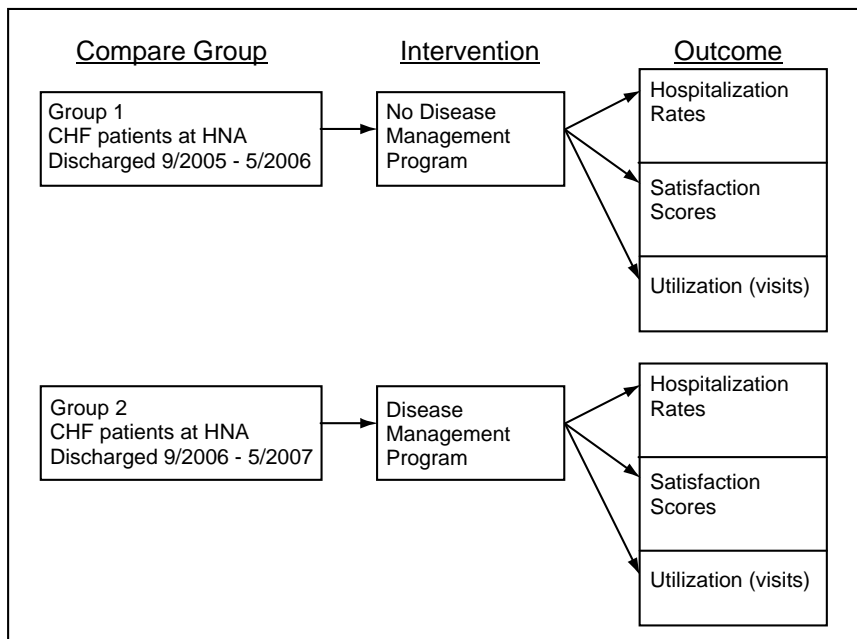 Compare Group
Intervention
Outcome
Group 1
CHF patients at HNA
Discharged 9/2005 - 5/2006
No Disease
Management
Program
Hospitalization
Rates
Satisfaction
Scores
Utilization (visits)
Group 2
CHF patients at HNA
Discharged 9/2006 - 5/2007
Disease
Management
Program
Hospitalization
Rates
Satisfaction
Scores
Utilization (visits)